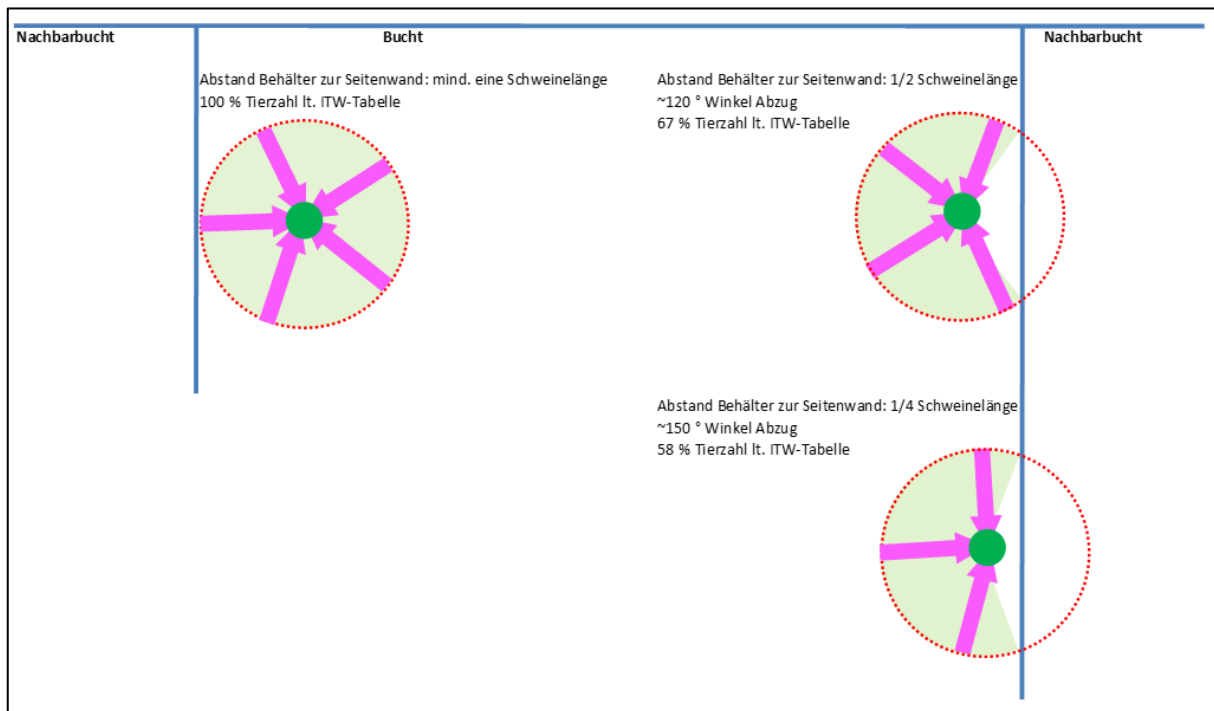 Nachbarbucht
Bucht
Nachbarbucht
Abstand Behälter zur Seitenwand: mind. eine Schweinelänge
100 % Tierzahl lt. ITW-Tabelle
Abstand Behälter zur Seitenwand: 1/2 Schweinelänge
~120 ° Winkel Abzug
67 % Tierzahl lt. ITW-Tabelle
Abstand Behälter zur Seitenwand: 1/4 Schweinelänge
~150 ° Winkel Abzug
58 % Tierzahl lt. ITW-Tabelle